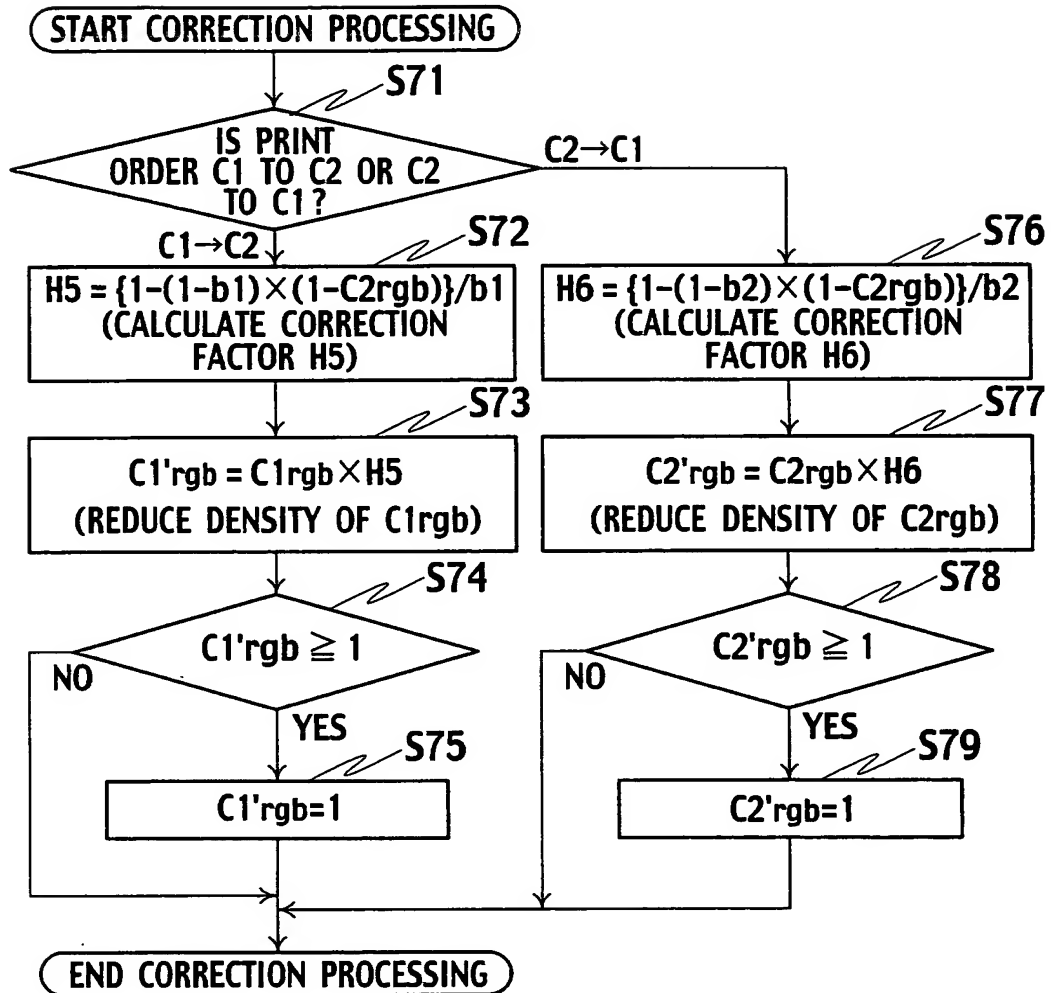 START CORRECTION PROCESSING
S71
IS PRINT
ORDER C1 TO C2 OR C2
TO C1?
C2→C1
C1→C2
S72
H5={1-(1-b1)×(1-C2rgb)}/b1
(CALCULATE CORRECTION
FACTOR H5)
S73
C1'rgb=C1rgb×H5
(REDUCE DENSITY OF C1rgb)
S74
C1'rgb ≧ 1
NO
YES
S75
C1'rgb=1
S76
H6={1-(1-b2)×(1-C2rgb)}/b2
(CALCULATE CORRECTION
FACTOR H6)
S77
C2'rgb=C2rgb×H6
(REDUCE DENSITY OF C2rgb)
S78
C2'rgb ≧ 1
NO
YES
S79
C2'rgb=1
END CORRECTION PROCESSING